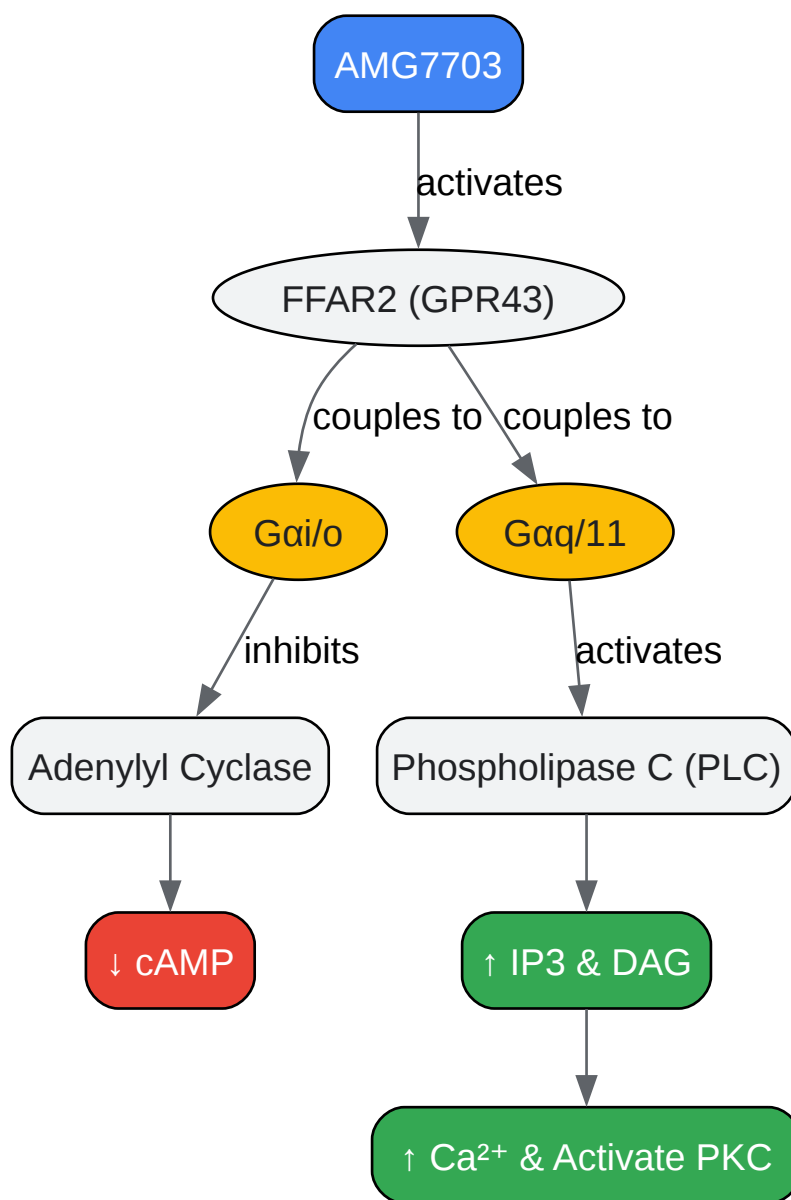 AMG7703
activates
FFAR2 (GPR43)
couples to
couples to
Gαi/o
Gαq/11
inhibits
activates
Adenylyl Cyclase
Phospholipase C (PLC)
↓ cAMP
↑ IP3 & DAG
↑ Ca²⁺ & Activate PKC